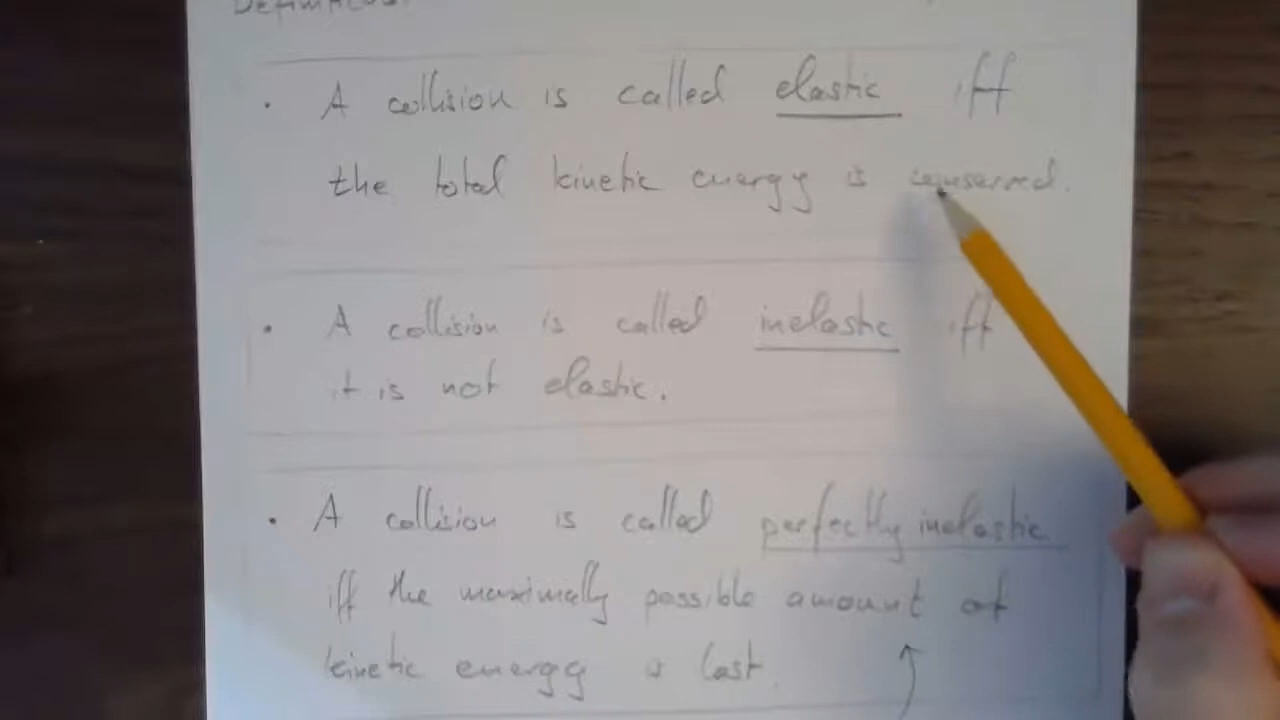 Definitions:
· A collision is called elastic iff
the total kinetic energy is conserved.
· A collision is called inelastic iff
it is not elastic.
· A collision is called perfectly inelastic
iff the maximally possible amount of
kinetic energy is lost.